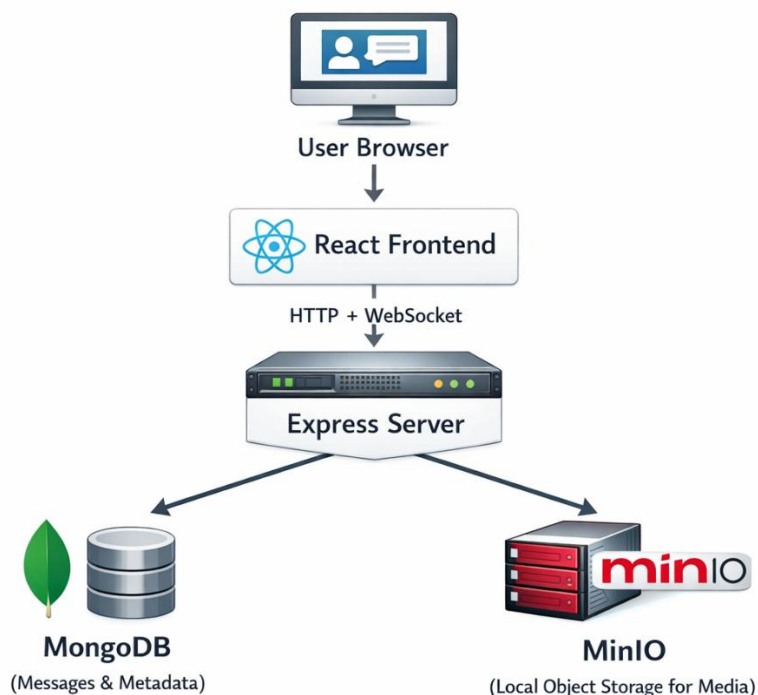 User Browser
React Frontend
HTTP + WebSocket
Express Server
minIO
MongoDB
(Messages & Metadata)
MinIO
(Local Object Storage for Media)